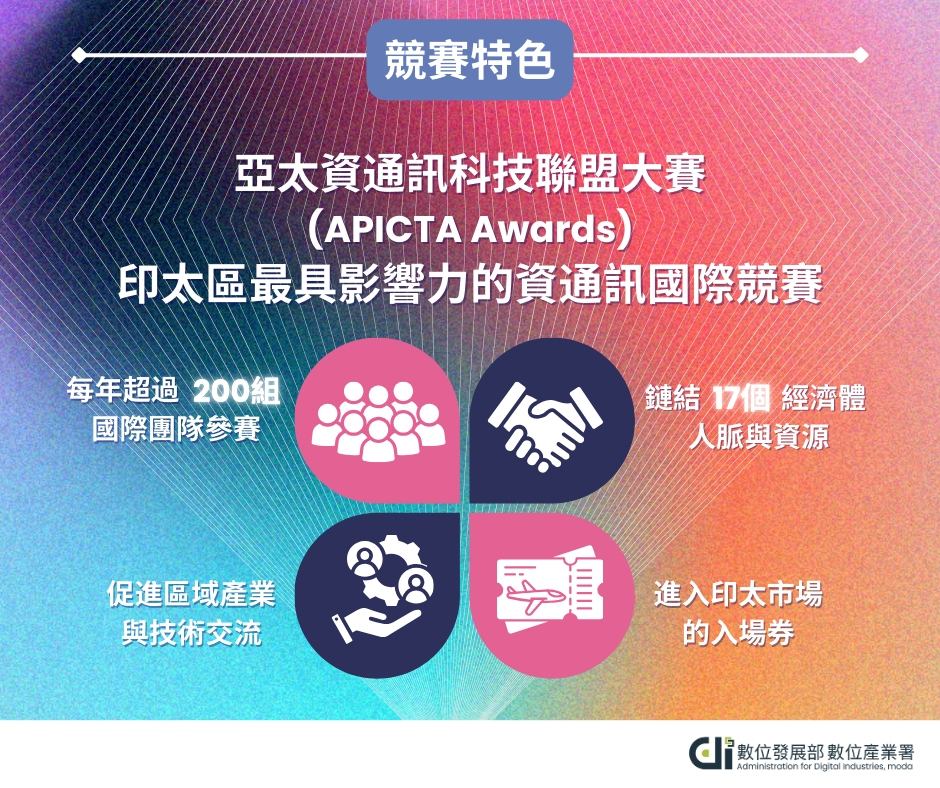 競賽特色
亞太資通訊科技聯盟大賽
(APICTA Awards)
印太區最具影響力的資通訊國際競賽
每年超過 200組
國際團隊參賽
鏈結 17個 經濟體
人脈與資源
促進區域產業
與技術交流
進入印太市場
的入場券
數位發展部 數位產業署
Administration for Digital Industries, moda